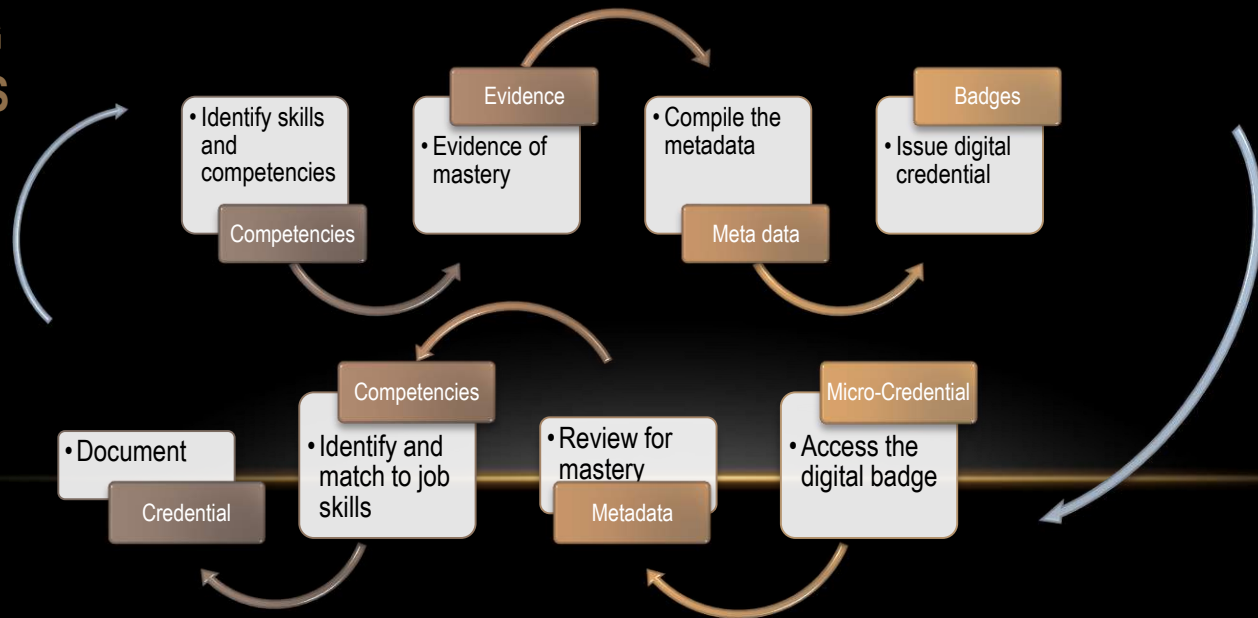 • Identify skills
and
competencies
Competencies
Evidence
• Evidence of
mastery
• Compile the
metadata
Meta data
Badges
• Issue digital
credential
• Document
Credential
Competencies
• Identify and
match to job
skills
• Review for
mastery
Metadata
Micro-Credential
• Access the
digital badge